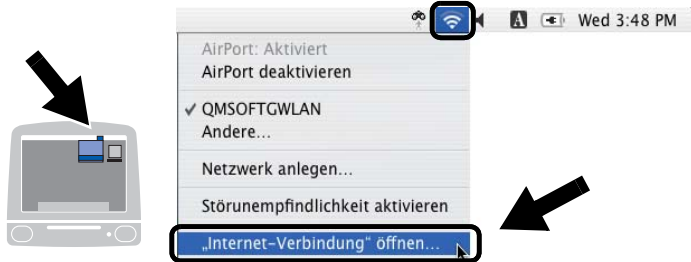 A Wed 3:48 PM
AirPort: Aktiviert
AirPort deaktivieren
✓ QMSOFTGWLAN
Andere...
Netzwerk anlegen...
Störunempfindlichkeit aktivieren
„Internet-Verbindung“ öffnen...